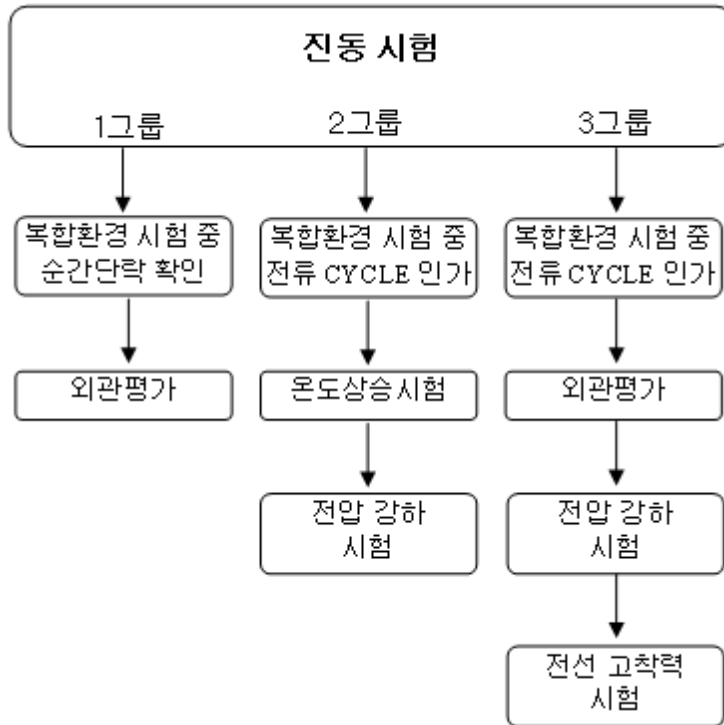 진동 시험
1그룹 2그룹 3그룹
복합환경 시험 중
순간단락 확인
복합환경 시험 중
전류 CYCLE 인가
복합환경 시험 중
전류 CYCLE 인가
외관평가
온도상승시험
외관평가
전압 강하
시험
전압 강하
시험
전선 고착력
시험